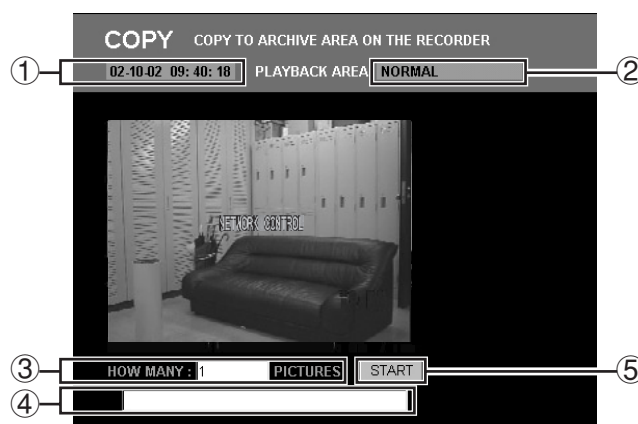 COPY COPY TO ARCHIVE AREA ON THE RECORDER
① 02-10-02 09: 40: 18 PLAYBACK AREA NORMAL ②
NETWORK CONTROL
③ HOW MANY : 1 PICTURES START ⑤
④